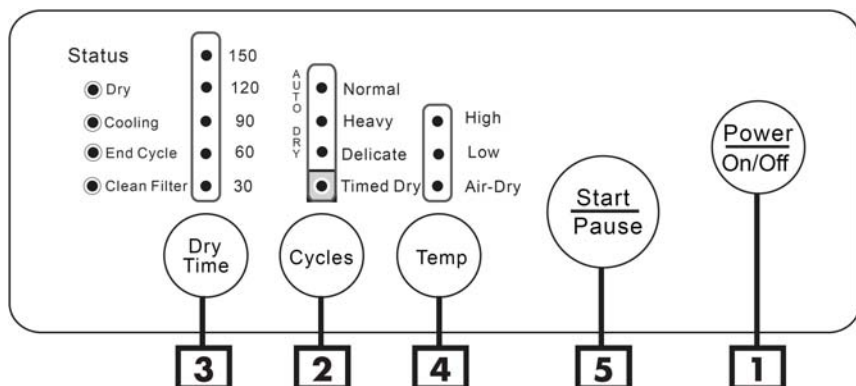 Status
Dry
Cooling
End Cycle
Clean Filter
150
120
90
60
30
AUTO DRY
Normal
Heavy
Delicate
Timed Dry
High
Low
Air-Dry
Dry
Time
Cycles
Temp
Start
Pause
Power
On/Off
3
2
4
5
1